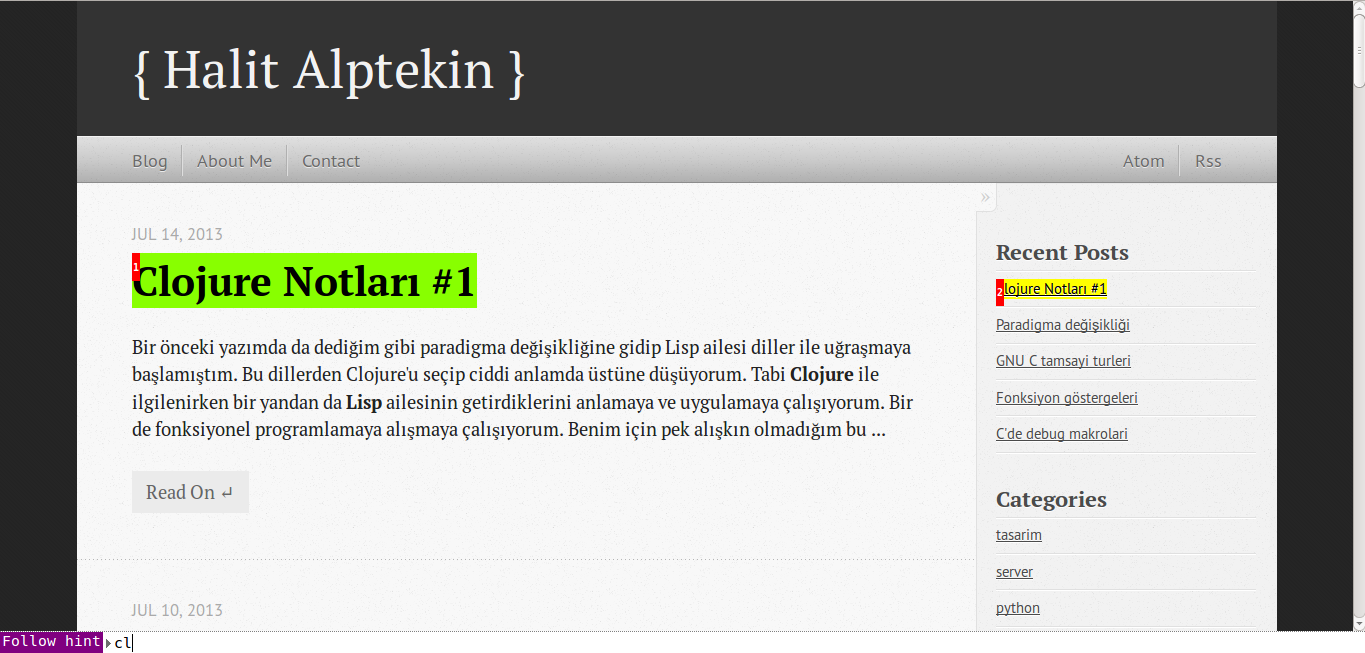 { Halit Alptekin }
Blog
About Me
Contact
Atom
Rss
JUL 14, 2013
1
Clojure Notları #1
Bir önceki yazımda da dediğim gibi paradigma değişikliğine gidip Lisp ailesi diller ile uğraşmaya
başlamıştım. Bu dillerden Clojure'u seçip ciddi anlamda üstüne düşüyorum. Tabi Clojure ile
ilgilenirken bir yandan da Lisp ailesinin getirdiklerini anlamaya ve uygulamaya çalışıyorum. Bir
de fonksiyonel programlamaya alışmaya çalışıyorum. Benim için pek alışkın olmadığım bu ...
Read On ↵
JUL 10, 2013
»
Recent Posts
2
lojure Notları #1
Paradigma değişikliği
GNU C tamsayi turleri
Fonksiyon göstergeleri
C'de debug makrolari
Categories
tasarim
server
python
Follow hint
cl